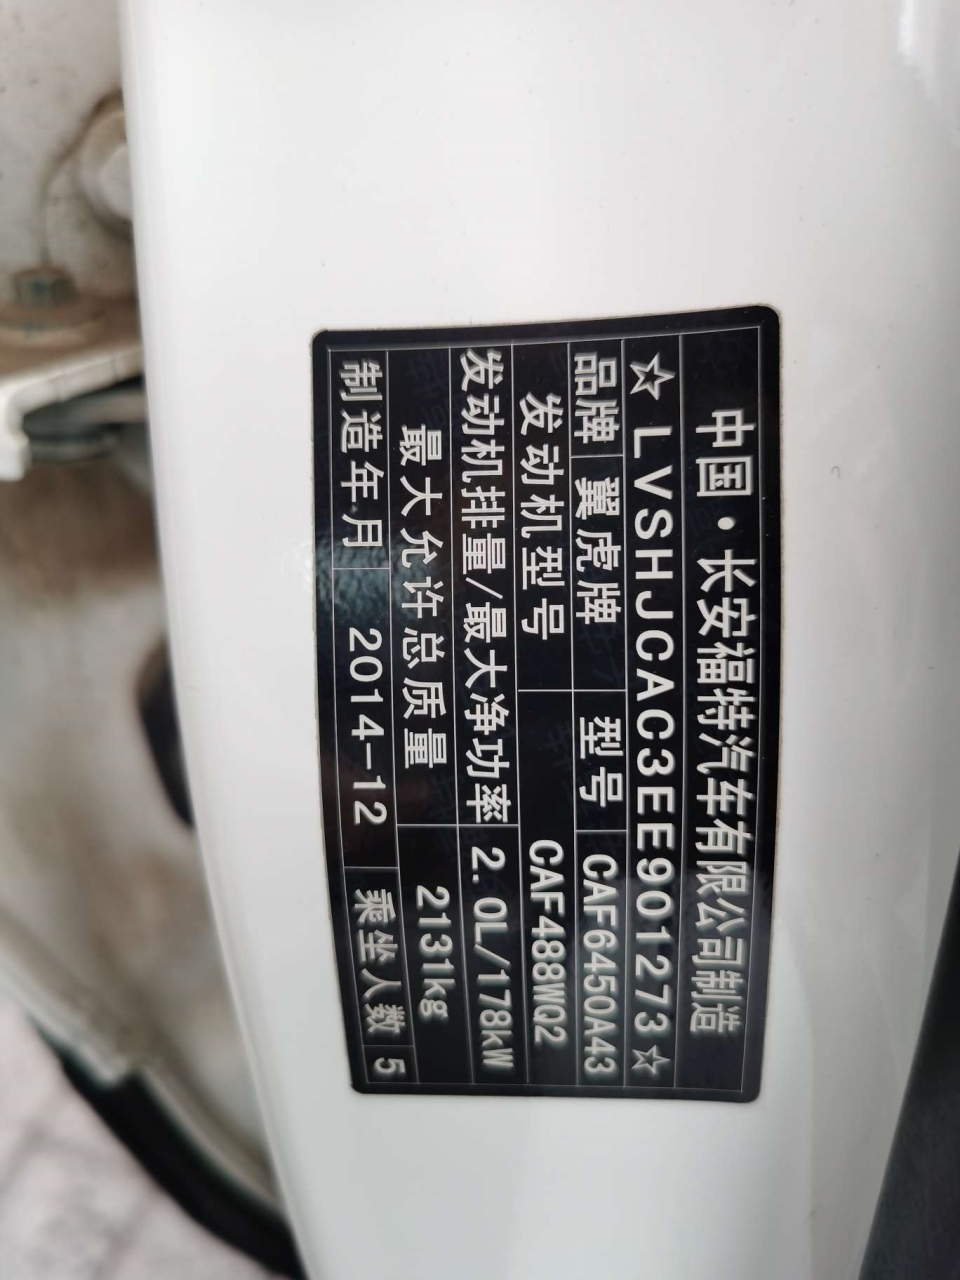 中国·长安福特汽车有限公司制造
☆LVSHJCAC3EE901273☆
品牌 翼虎牌 型号 CAF6450A43
发动机型号 CAF488WQ2
发动机排量/最大净功率 2.0L/178kW
最大允许总质量 2131kg
制造年月 2014-12 乘坐人数 5